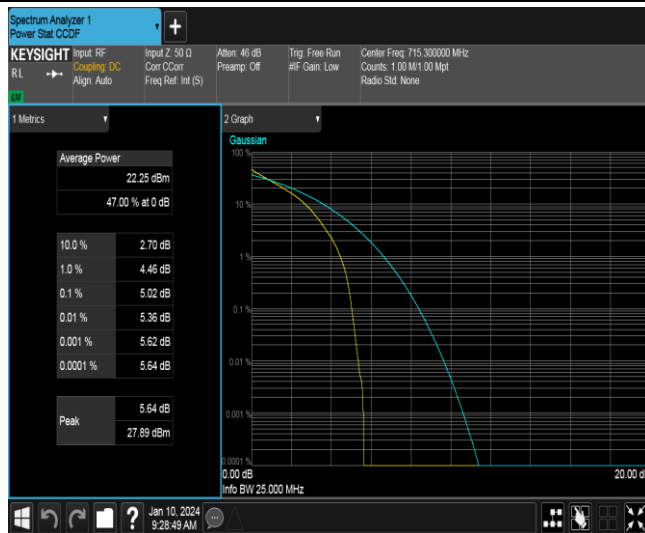 Spectrum Analyzer 1
Power Stat CCDF
+
KEYSIGHT
RL
LXI
Input: RF
Coupling: DC
Align: Auto
Input Z: 50 Ω
Corr CCorr
Freq Ref: Int (S)
Atten: 46 dB
Preamp: Off
Trig: Free Run
#IF Gain: Low
Center Freq: 715.300000 MHz
Counts: 1.00 M/1.00 Mpt
Radio Std: None
1 Metrics
Average Power
22.25 dBm
47.00 % at 0 dB
10.0 % 2.70 dB
1.0 % 4.46 dB
0.1 % 5.02 dB
0.01 % 5.36 dB
0.001 % 5.62 dB
0.0001 % 5.64 dB
Peak
5.64 dB
27.89 dBm
2 Graph
Gaussian
100 %
10 %
1 %
0.1 %
0.01 %
0.001 %
0.0001 %
0.00 dB
20.00 d
Info BW 25.000 MHz
?
Jan 10, 2024
9:28:49 AM